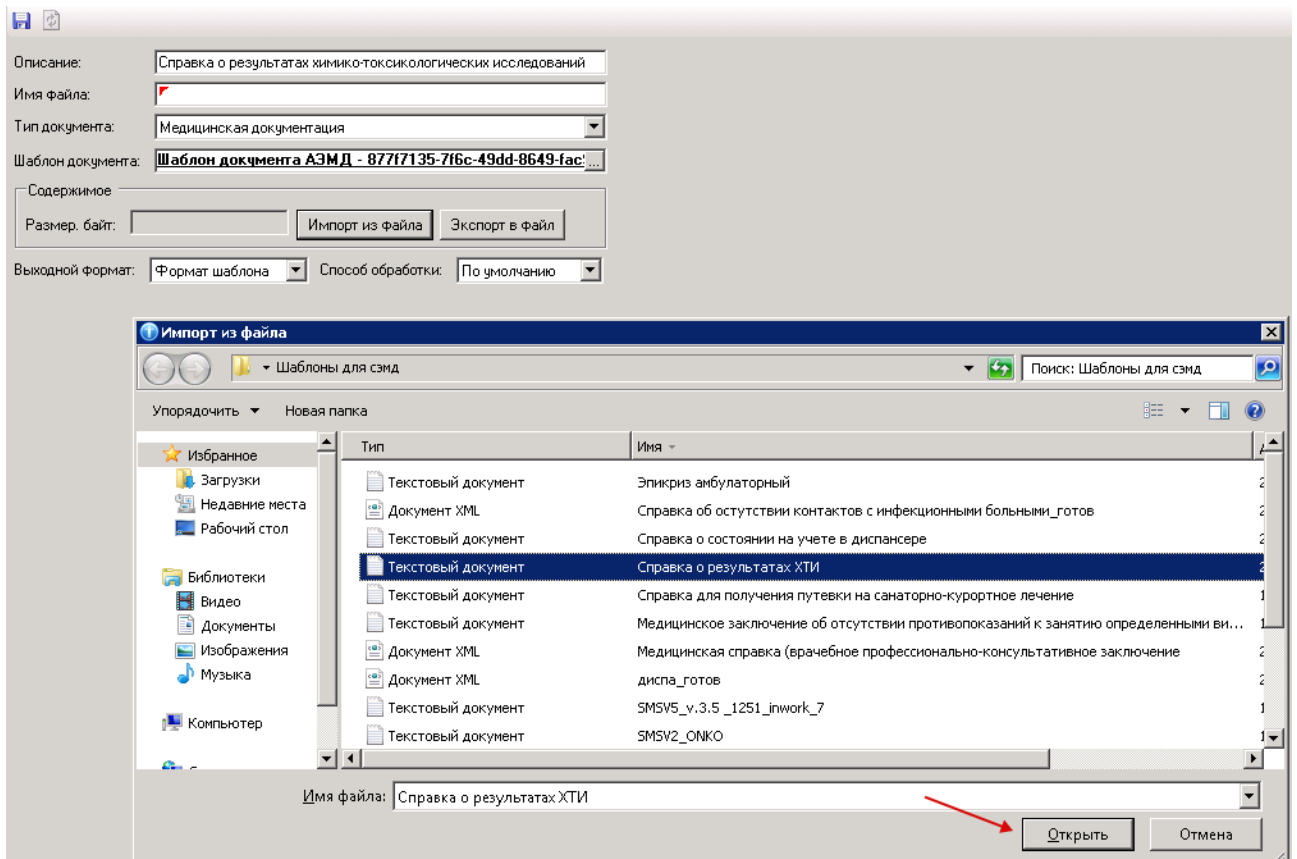 Описание: Справка о результатах химико-токсикологических исследований
Имя файла:
Тип документа: Медицинская документация
Шаблон документа: Шаблон документа АЭМД - 877f7135-7f6c-49dd-8649-fac ...
Содержимое
Размер. байт: Импорт из файла Экспорт в файл
Выходной формат: Формат шаблона Способ обработки: По умолчанию
Импорт из файла
Шаблоны для сэмд Поиск: Шаблоны для сэмд
Упорядочить Новая папка
Избранное
Загрузки
Недавние места
Рабочий стол
Библиотеки
Видео
Документы
Изображения
Музыка
Компьютер
Тип Имя
Текстовый документ Эпикриз амбулаторный
Документ XML Справка об остутствии контактов с инфекционными больными_готов
Текстовый документ Справка о состоянии на учете в диспансере
Текстовый документ Справка о результатах ХТИ
Текстовый документ Справка для получения путевки на санаторно-курортное лечение
Текстовый документ Медицинское заключение об отсутствии противопоказаний к занятию определенными ви...
Документ XML Медицинская справка (врачебное профессионально-консультативное заключение
Документ XML диспа_готов
Текстовый документ SMSV5_v.3.5 _1251_inwork_7
Текстовый документ SMSV2_ONKO
Имя файла: Справка о результатах ХТИ
Открыть Отмена